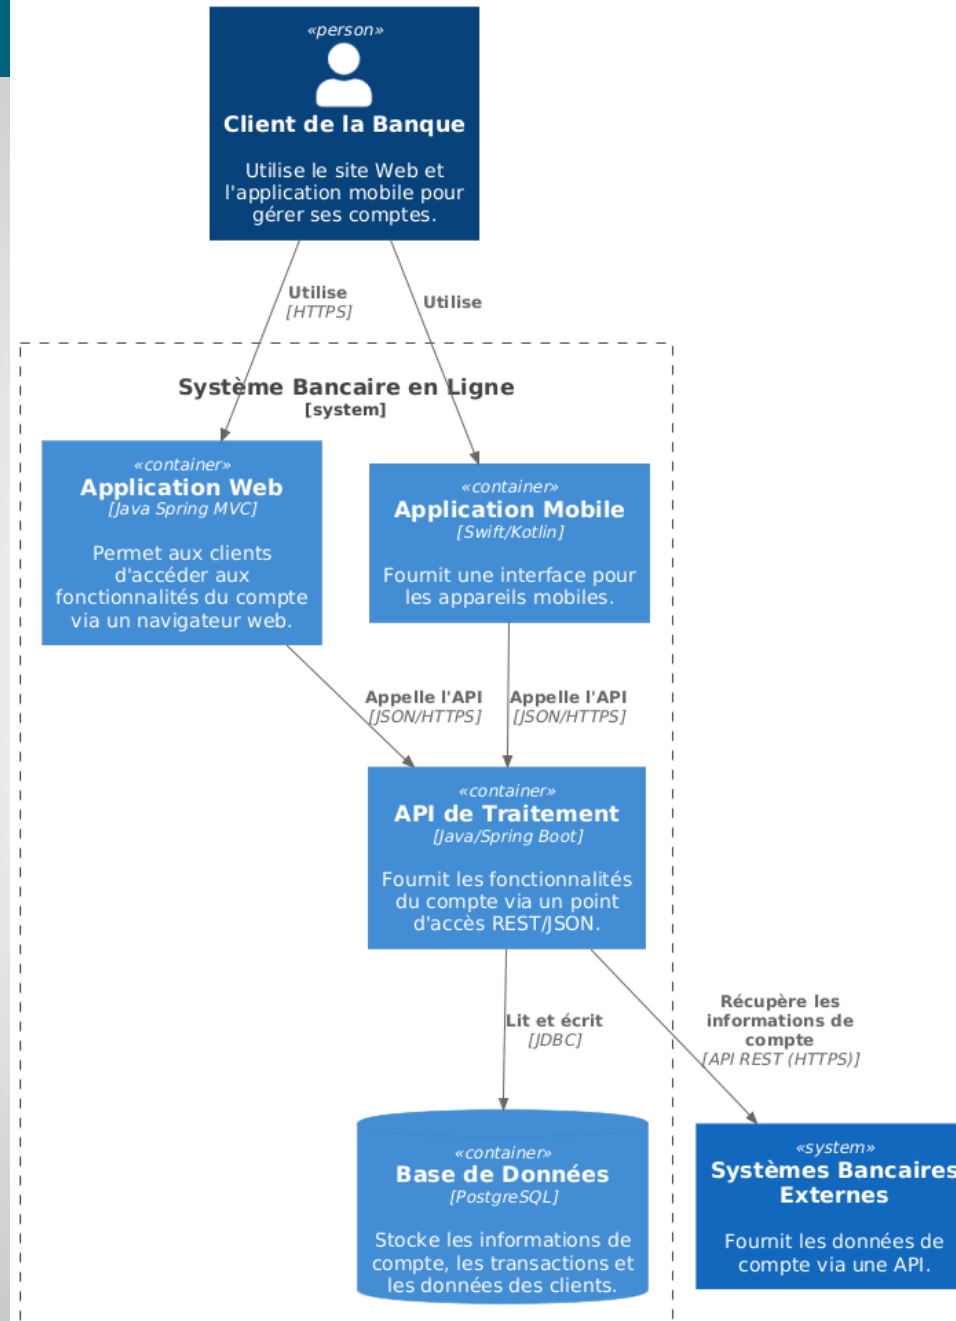 «person»
Client de la Banque
Utilise le site Web et
l'application mobile pour
gérer ses comptes.
Utilise
[HTTPS]
Utilise
Système Bancaire en Ligne
[system]
«container»
Application Web
[Java Spring MVC]
Permet aux clients
d'accéder aux
fonctionnalités du compte
via un navigateur web.
«container»
Application Mobile
[Swift/Kotlin]
Fournit une interface pour
les appareils mobiles.
Appelle l'API
[JSON/HTTPS]
Appelle l'API
[JSON/HTTPS]
«container»
API de Traitement
[Java/Spring Boot]
Fournit les fonctionnalités
du compte via un point
d'accès REST/JSON.
Lit et écrit
[JDBC]
Récupère les
informations de
compte
[API REST (HTTPS)]
«container»
Base de Données
[PostgreSQL]
Stocke les informations de
compte, les transactions et
les données des clients.
«system»
Systèmes Bancaires
Externes
Fournit les données de
compte via une API.